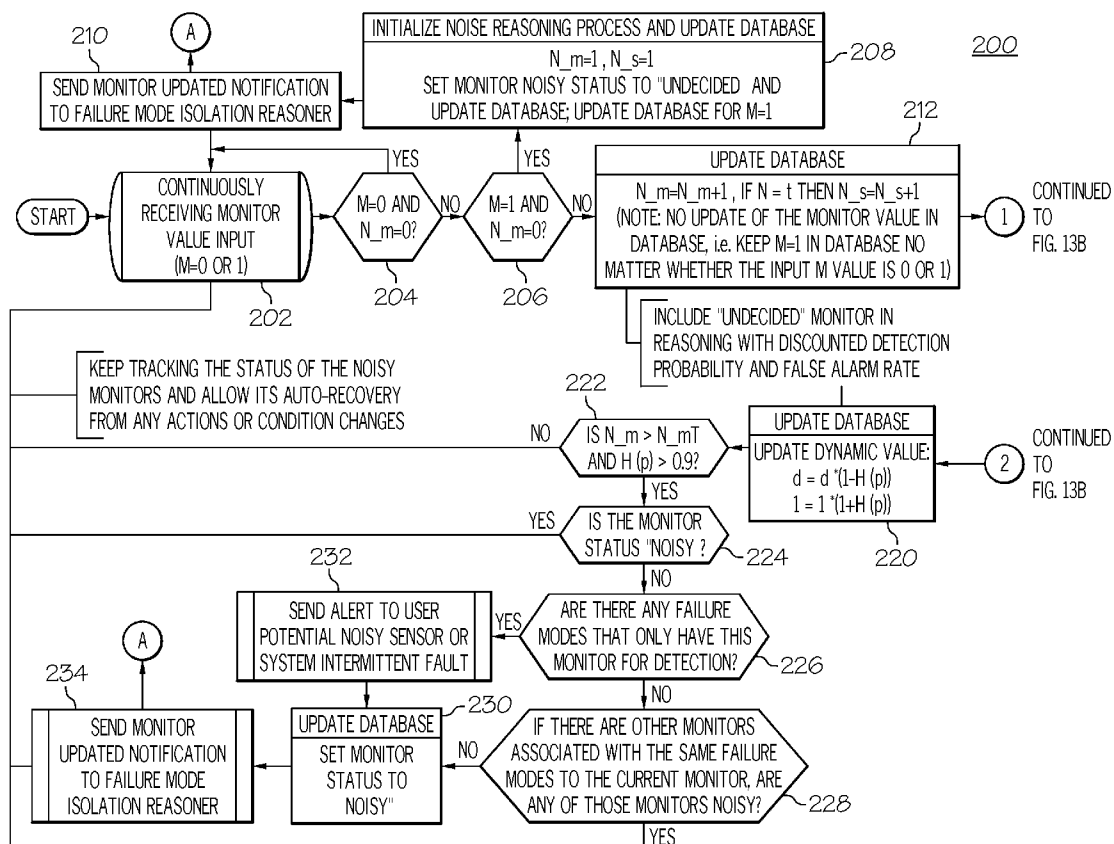 200
210
A
SEND MONITOR UPDATED NOTIFICATION
TO FAILURE MODE ISOLATION REASONER
INITIALIZE NOISE REASONING PROCESS AND UPDATE DATABASE
N_m=1 , N_s=1
SET MONITOR NOISY STATUS TO "UNDECIDED AND
UPDATE DATABASE; UPDATE DATABASE FOR M=1
208
START
CONTINUOUSLY
RECEIVING MONITOR
VALUE INPUT
(M=0 OR 1)
202
YES
M=0 AND
N_m=0?
204
NO
YES
M=1 AND
N_m=0?
206
NO
212
UPDATE DATABASE
N_m=N_m+1 , IF N = t THEN N_s=N_s+1
(NOTE: NO UPDATE OF THE MONITOR VALUE IN
DATABASE, i.e. KEEP M=1 IN DATABASE NO
MATTER WHETHER THE INPUT M VALUE IS 0 OR 1)
1
CONTINUED
TO
FIG. 13B
INCLUDE "UNDECIDED" MONITOR IN
REASONING WITH DISCOUNTED DETECTION
PROBABILITY AND FALSE ALARM RATE
KEEP TRACKING THE STATUS OF THE NOISY
MONITORS AND ALLOW ITS AUTO-RECOVERY
FROM ANY ACTIONS OR CONDITION CHANGES
222
NO
IS N_m > N_mT
AND H (p) > 0.9?
YES
UPDATE DATABASE
UPDATE DYNAMIC VALUE:
d = d *(1-H (p))
1 = 1 *(1+H (p))
220
2
CONTINUED
TO
FIG. 13B
YES
IS THE MONITOR
STATUS "NOISY ?
224
NO
232
SEND ALERT TO USER
POTENTIAL NOISY SENSOR OR
SYSTEM INTERMITTENT FAULT
YES
ARE THERE ANY FAILURE
MODES THAT ONLY HAVE THIS
MONITOR FOR DETECTION?
226
NO
A
234
SEND MONITOR
UPDATED NOTIFICATION
TO FAILURE MODE
ISOLATION REASONER
230
UPDATE DATABASE
SET MONITOR
STATUS TO
NOISY"
NO
IF THERE ARE OTHER MONITORS
ASSOCIATED WITH THE SAME FAILURE
MODES TO THE CURRENT MONITOR, ARE
ANY OF THOSE MONITORS NOISY?
228
YES